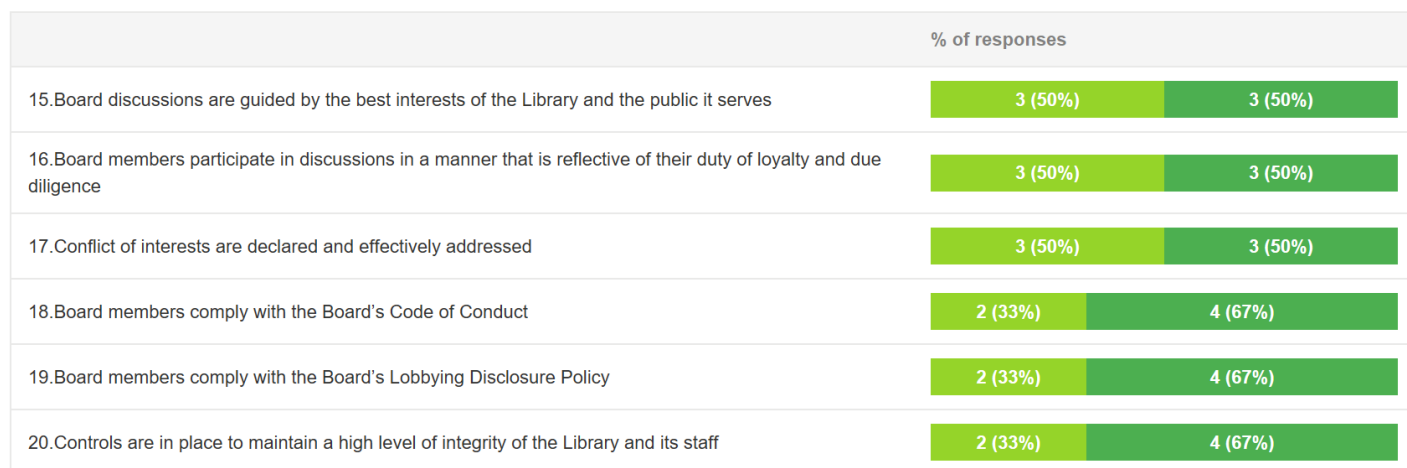 % of responses
15.Board discussions are guided by the best interests of the Library and the public it serves
3 (50%) 3 (50%)
16.Board members participate in discussions in a manner that is reflective of their duty of loyalty and due
diligence
3 (50%) 3 (50%)
17.Conflict of interests are declared and effectively addressed
3 (50%) 3 (50%)
18.Board members comply with the Board’s Code of Conduct
2 (33%) 4 (67%)
19.Board members comply with the Board’s Lobbying Disclosure Policy
2 (33%) 4 (67%)
20.Controls are in place to maintain a high level of integrity of the Library and its staff
2 (33%) 4 (67%)